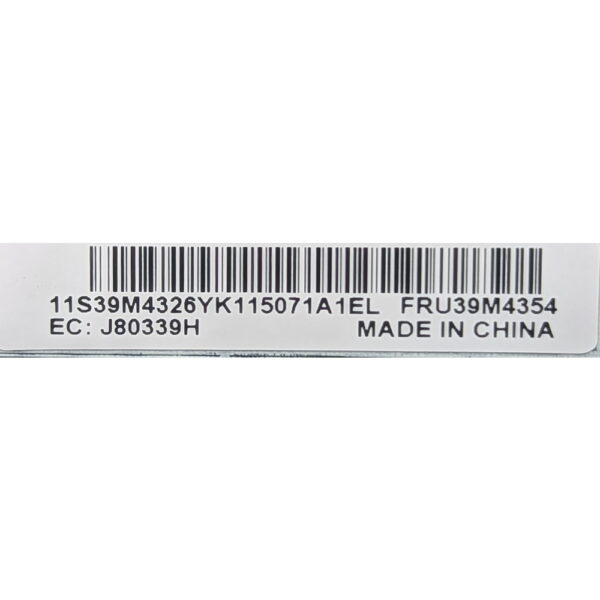 11S39M4326YK115071A1EL FRU39M4354
EC: J80339H MADE IN CHINA